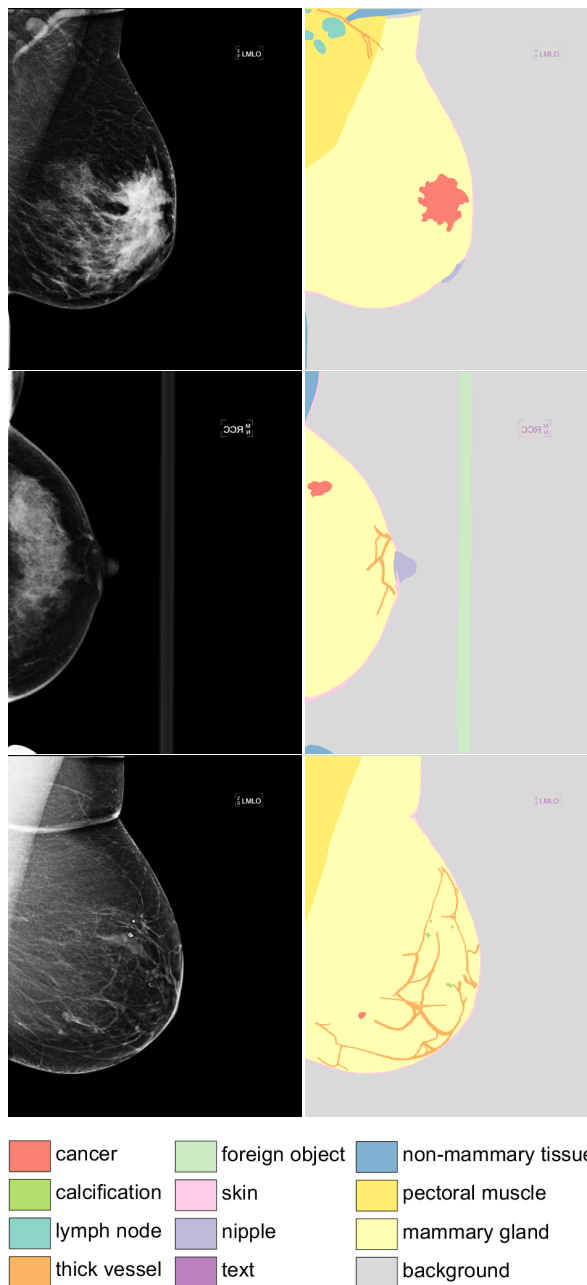 LMLO
LMLO
RCC
RCC
LMLO
LMLO
cancer
foreign object
non-mammary tissue
calcification
skin
pectoral muscle
lymph node
nipple
mammary gland
thick vessel
text
background